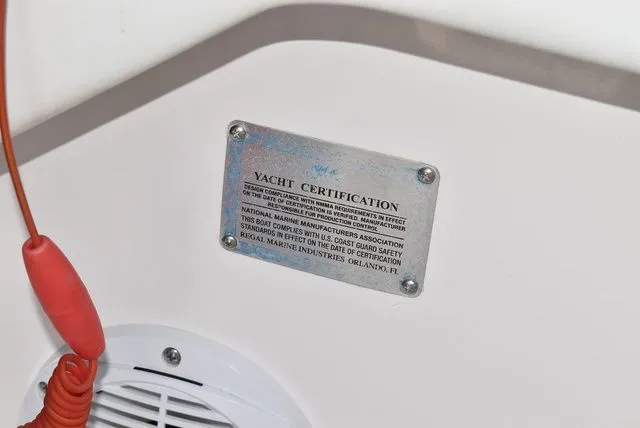 YACHT CERTIFICATION
DESIGN COMPLIANCE WITH NMMA REQUIREMENTS IN EFFECT
OR THE DATE OF CERTIFICATION IS VERIFIED. MANUFACTURER
RESPONSIBLE FOR PRODUCTION CONTROL
NATIONAL MARINE MANUFACTURERS ASSOCIATION
THIS BOAT COMPLIES WITH U.S. COAST GUARD SAFETY
STANDARDS IN EFFECT ON THE DATE OF CERTIFICATION
REGAL MARINE INDUSTRIES ORLANDO, FL